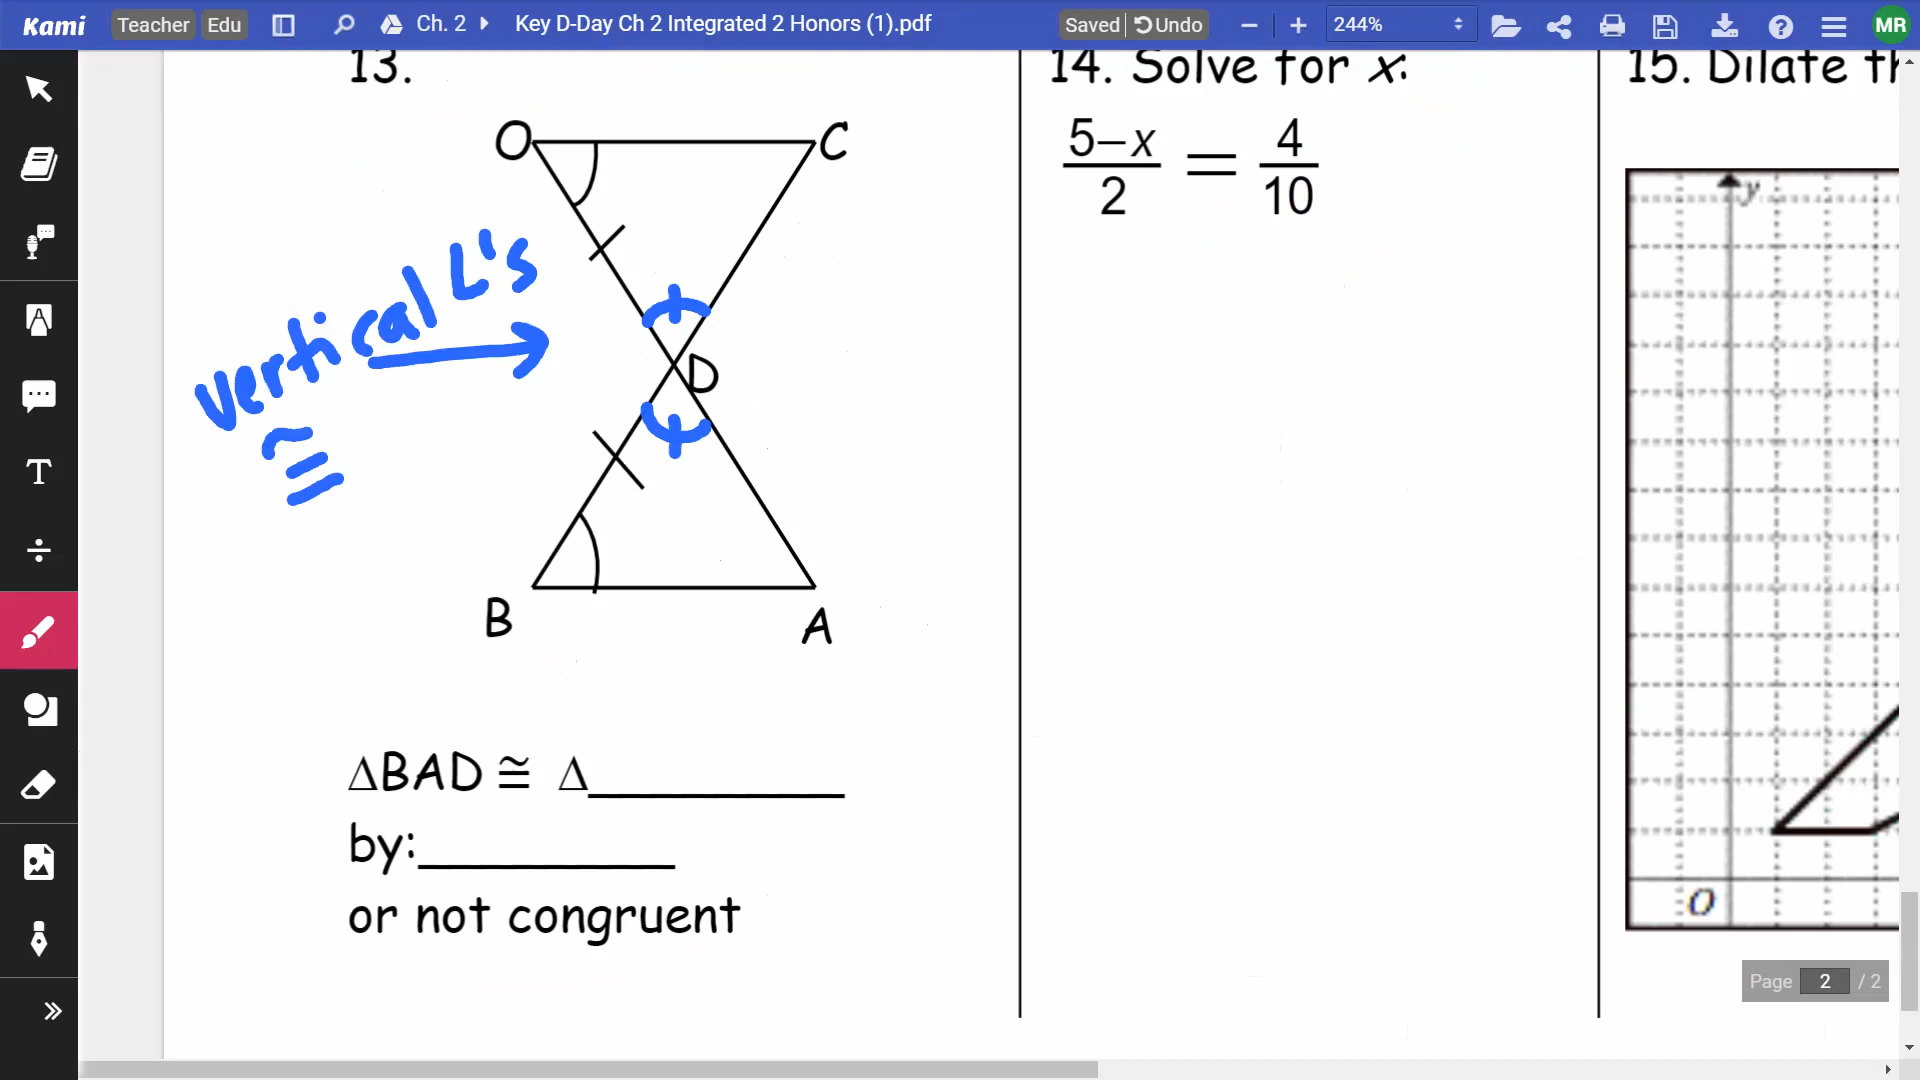 Kami
Teacher
Edu
Ch. 2
Key D-Day Ch 2 Integrated 2 Honors (1).pdf
Saved
Undo
244%
MR
13.
O
C
D
B
A
vertical L's
≅
ΔBAD ≅ Δ__________
by:__________
or not congruent
14. Solve for x:
5–x
2
=
4
10
15. Dilate th
y
O
Page 2 / 2